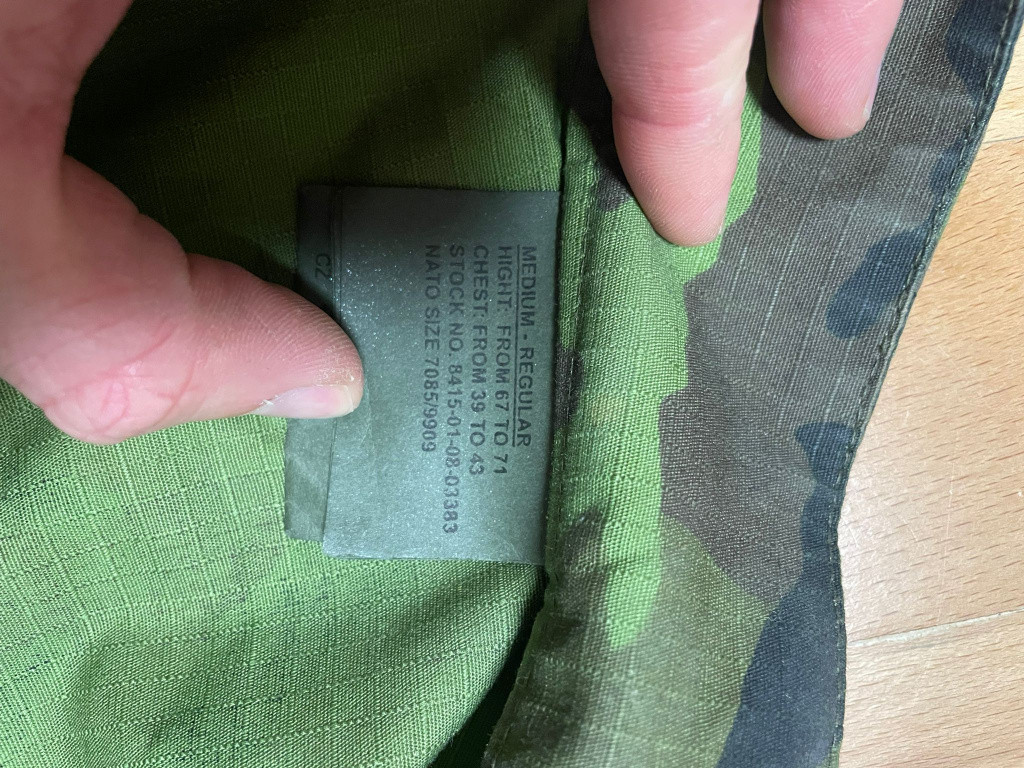 MEDIUM - REGULAR
HIGHT: FROM 67 TO 71
CHEST: FROM 39 TO 43
STOCK NO. 8415-01-08-03383
NATO SIZE 7085/9909
CZ